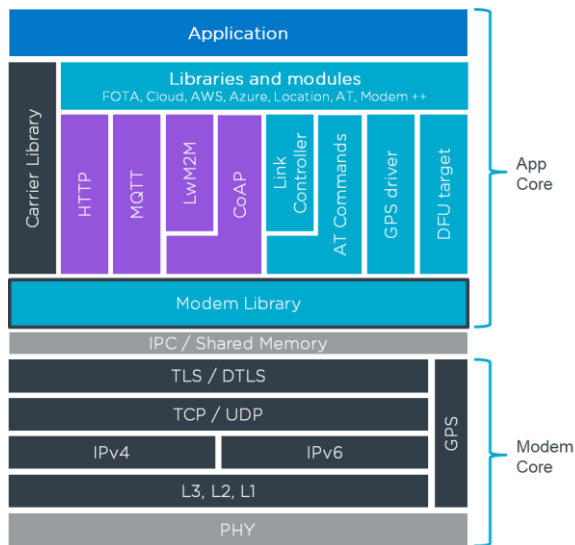 Application
Libraries and modules
FOTA, Cloud, AWS, Azure, Location, AT, Modem ++
Carrier Library
HTTP
MQTT
LwM2M
CoAP
Link
Controller
AT Commands
GPS driver
DFU target
App
Core
Modem Library
IPC / Shared Memory
TLS / DTLS
TCP / UDP
IPv4
IPv6
GPS
Modem
Core
L3, L2, L1
PHY